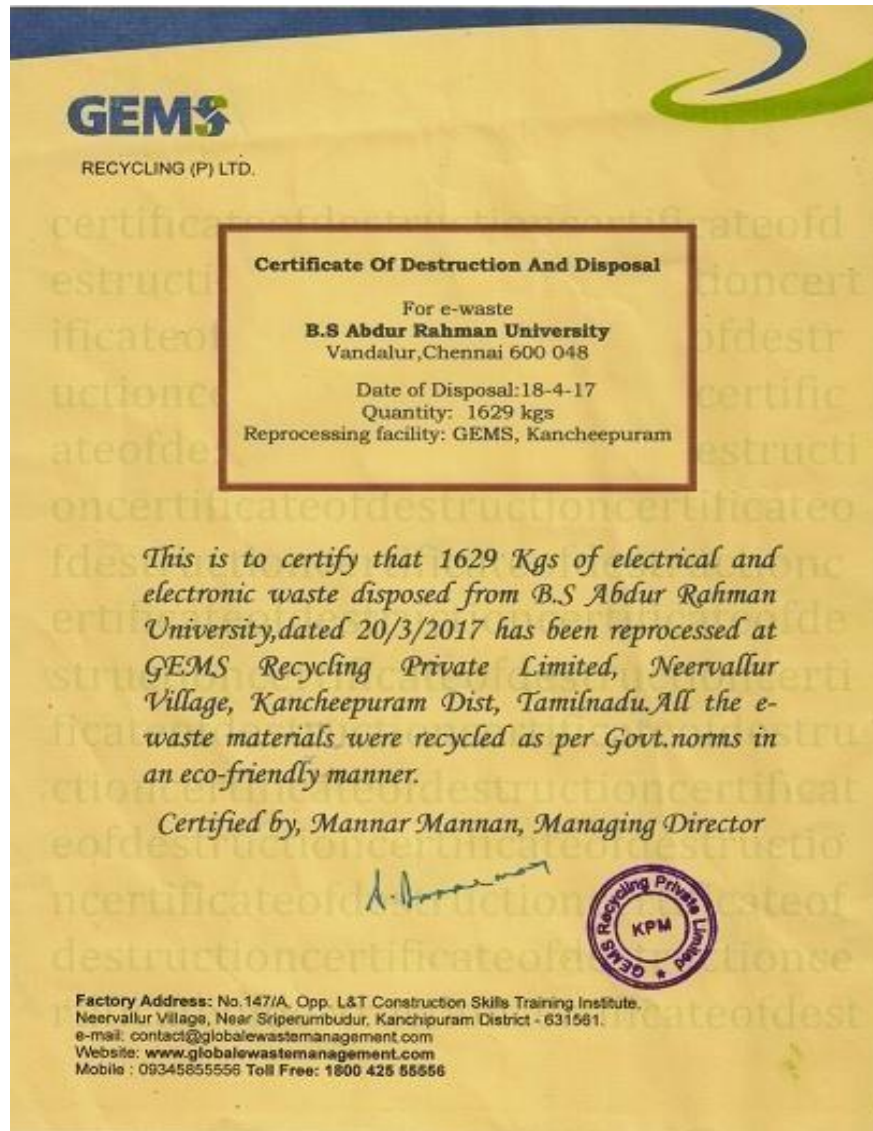 GEMS
RECYCLING (P) LTD.
Certificate Of Destruction And Disposal
For e-waste
B.S Abdur Rahman University
Vandalur,Chennai 600 048
Date of Disposal:18-4-17
Quantity: 1629 kgs
Reprocessing facility: GEMS, Kancheepuram
This is to certify that 1629 Kgs of electrical and
electronic waste disposed from B.S Abdur Rahman
University,dated 20/3/2017 has been reprocessed at
GEMS Recycling Private Limited, Neervallur
Village, Kancheepuram Dist, Tamilnadu.All the e-
waste materials were recycled as per Govt.norms in
an eco-friendly manner.
Certified by, Mannar Mannan, Managing Director
GEMS Recycling Private Limited
KPM
Factory Address: No.147/A, Opp. L&T Construction Skills Training Institute,
Neervallur Village, Near Sriperumbudur, Kanchipuram District - 631561.
e-mail: contact@globalewastemanagement.com
Website: www.globalewastemanagement.com
Mobile : 09345855556 Toll Free: 1800 425 55556